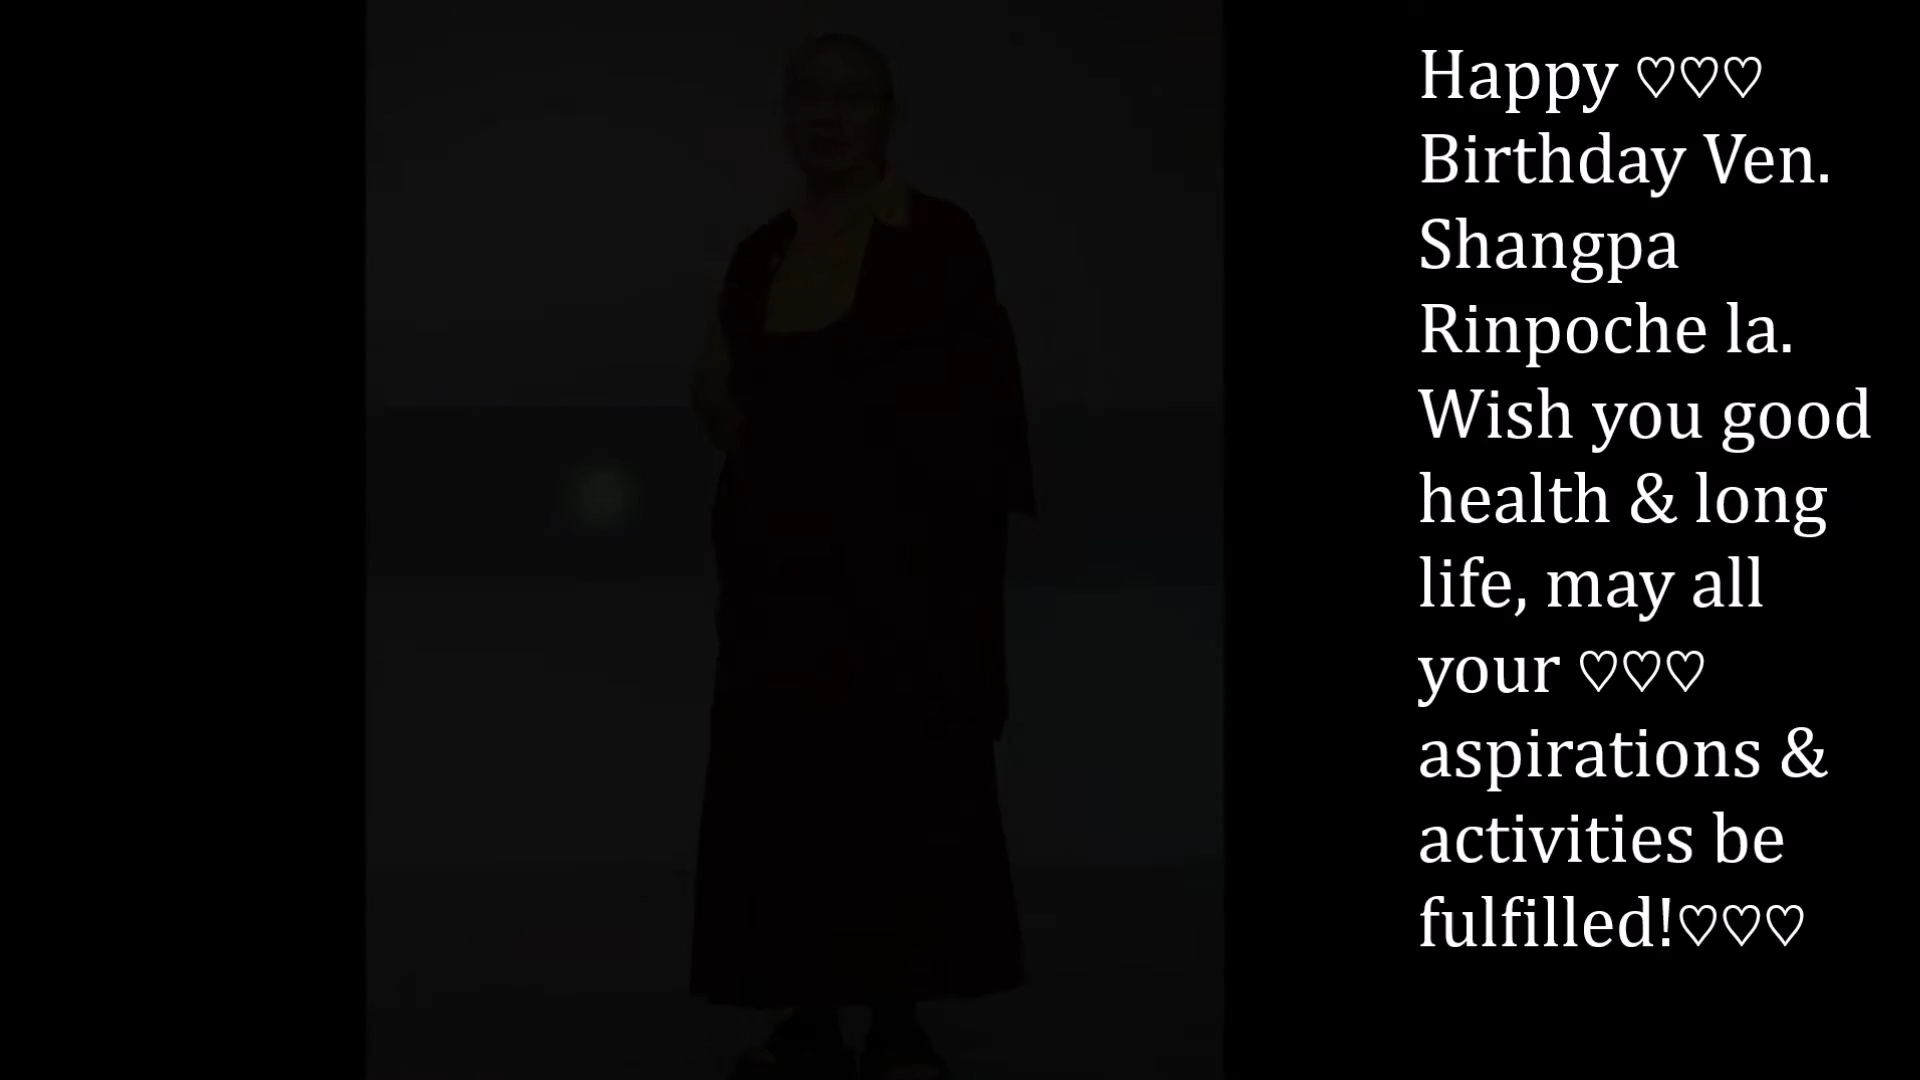 Happy ♡♡♡
Birthday Ven.
Shangpa
Rinpoche la.
Wish you good
health & long
life, may all
your ♡♡♡
aspirations &
activities be
fulfilled!♡♡♡